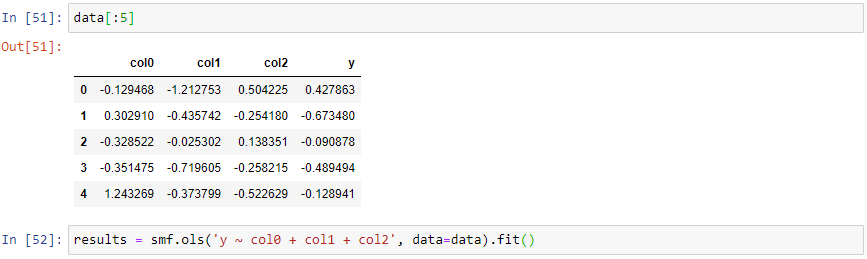 In [51]: data[:5]
Out[51]:
col0 col1 col2 y
0 -0.129468 -1.212753 0.504225 0.427863
1 0.302910 -0.435742 -0.254180 -0.673480
2 -0.328522 -0.025302 0.138351 -0.090878
3 -0.351475 -0.719605 -0.258215 -0.489494
4 1.243269 -0.373799 -0.522629 -0.128941
In [52]: results = smf.ols('y ~ col0 + col1 + col2', data=data).fit()